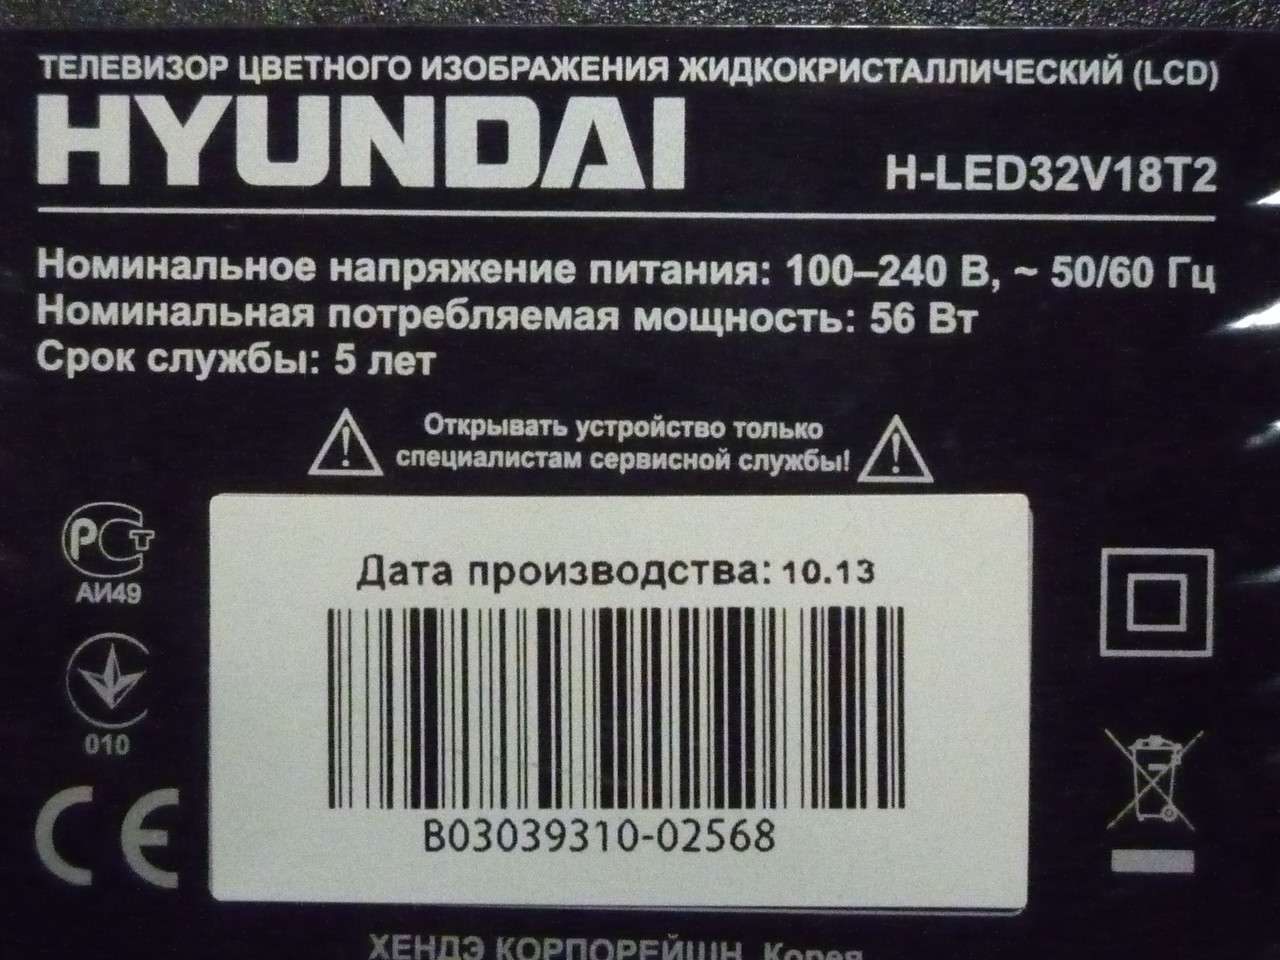 ТЕЛЕВИЗОР ЦВЕТНОГО ИЗОБРАЖЕНИЯ ЖИДКОКРИСТАЛЛИЧЕСКИЙ (LCD)
HYUNDAI
H-LED32V18T2
Номинальное напряжение питания: 100–240 В, ~ 50/60 Гц
Номинальная потребляемая мощность: 56 Вт
Срок службы: 5 лет
Открывать устройство только
специалистам сервисной службы!
РСТ
АИ49
010
CE
Дата производства: 10.13
B03039310-02568
ХЕНДЭ КОРПОРЕЙШН, Корея